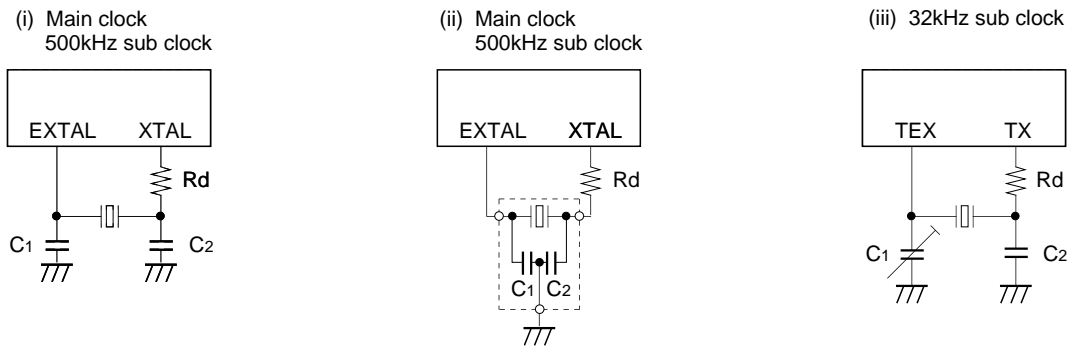 (i) Main clock
500kHz sub clock
EXTAL XTAL
Rd
C1 C2
(ii) Main clock
500kHz sub clock
EXTAL XTAL
Rd
C1 C2
(iii) 32kHz sub clock
TEX TX
Rd
C1 C2